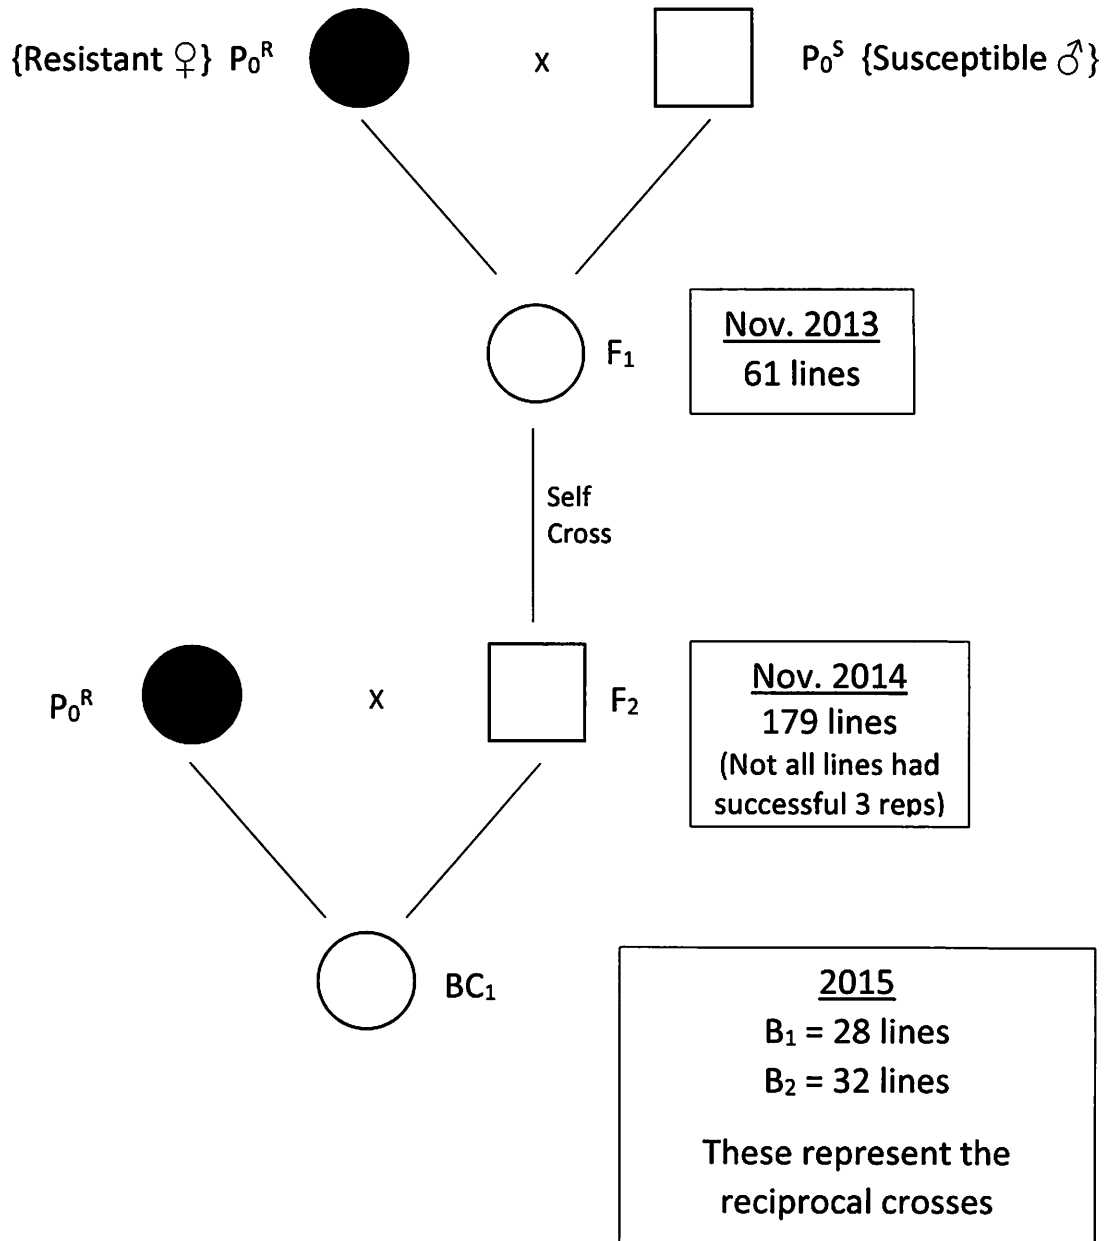 {Resistant ♀} P₀ᴿ x P₀ˢ {Susceptible ♂}
F₁
Nov. 2013
61 lines
Self
Cross
P₀ᴿ x F₂
Nov. 2014
179 lines
(Not all lines had
successful 3 reps)
BC₁
2015
B₁ = 28 lines
B₂ = 32 lines
These represent the
reciprocal crosses